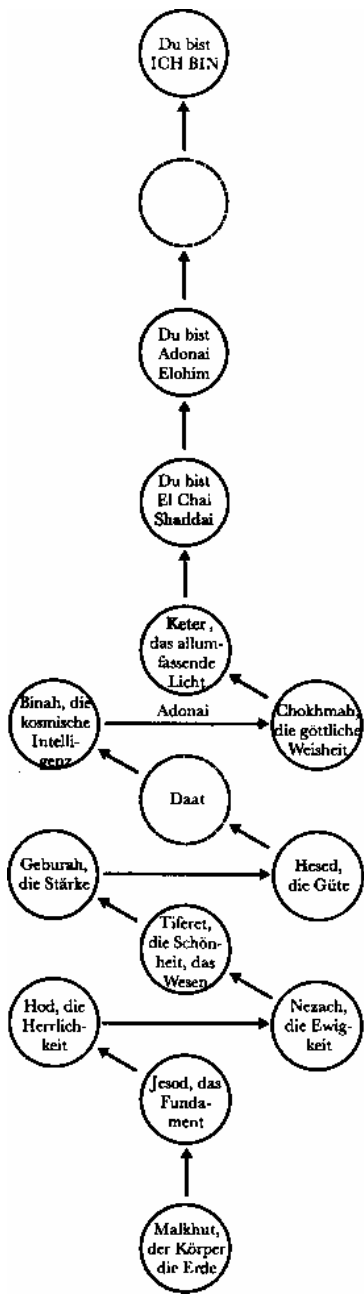 Du bist
ICH BIN
Du bist
Adonai
Elohim
Du bist
El Chai
Shaddai
Keter,
das allum-
fassende
Licht
Binah, die
kosmische
Intelli-
genz
Adonai
Chokhmah,
die göttliche
Weisheit
Daat
Geburah,
die Stärke
Hesed,
die Güte
Tiferet,
die Schön-
heit, das
Wesen
Hod, die
Herrlich-
keit
Nezach,
die Ewig-
keit
Jesod, das
Funda-
ment
Malkhut,
der Körper
die Erde